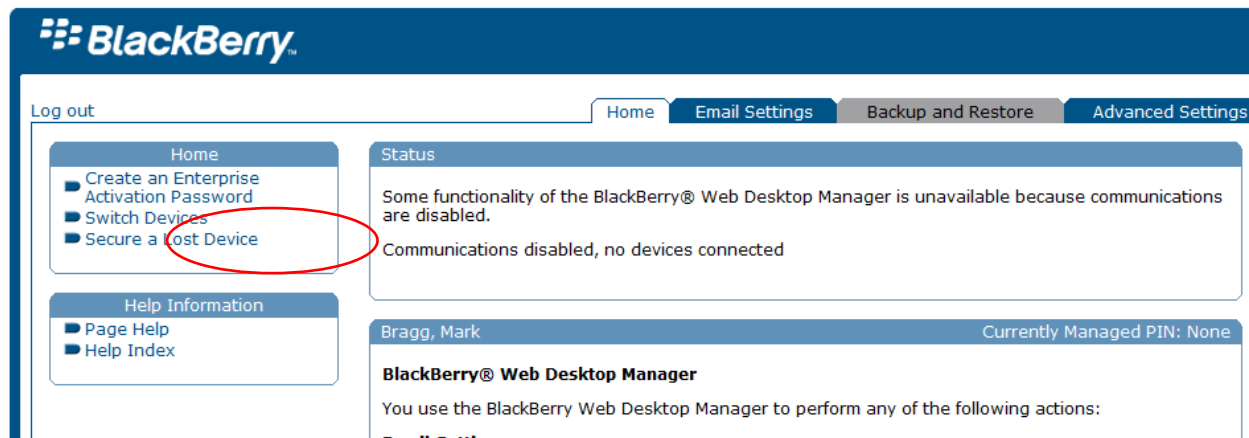 BlackBerry™
Log out
Home Email Settings Backup and Restore Advanced Settings
Home
Create an Enterprise
Activation Password
Switch Devices
Secure a Lost Device
Help Information
Page Help
Help Index
Status
Some functionality of the BlackBerry® Web Desktop Manager is unavailable because communications
are disabled.
Communications disabled, no devices connected
Bragg, Mark Currently Managed PIN: None
BlackBerry® Web Desktop Manager
You use the BlackBerry Web Desktop Manager to perform any of the following actions: